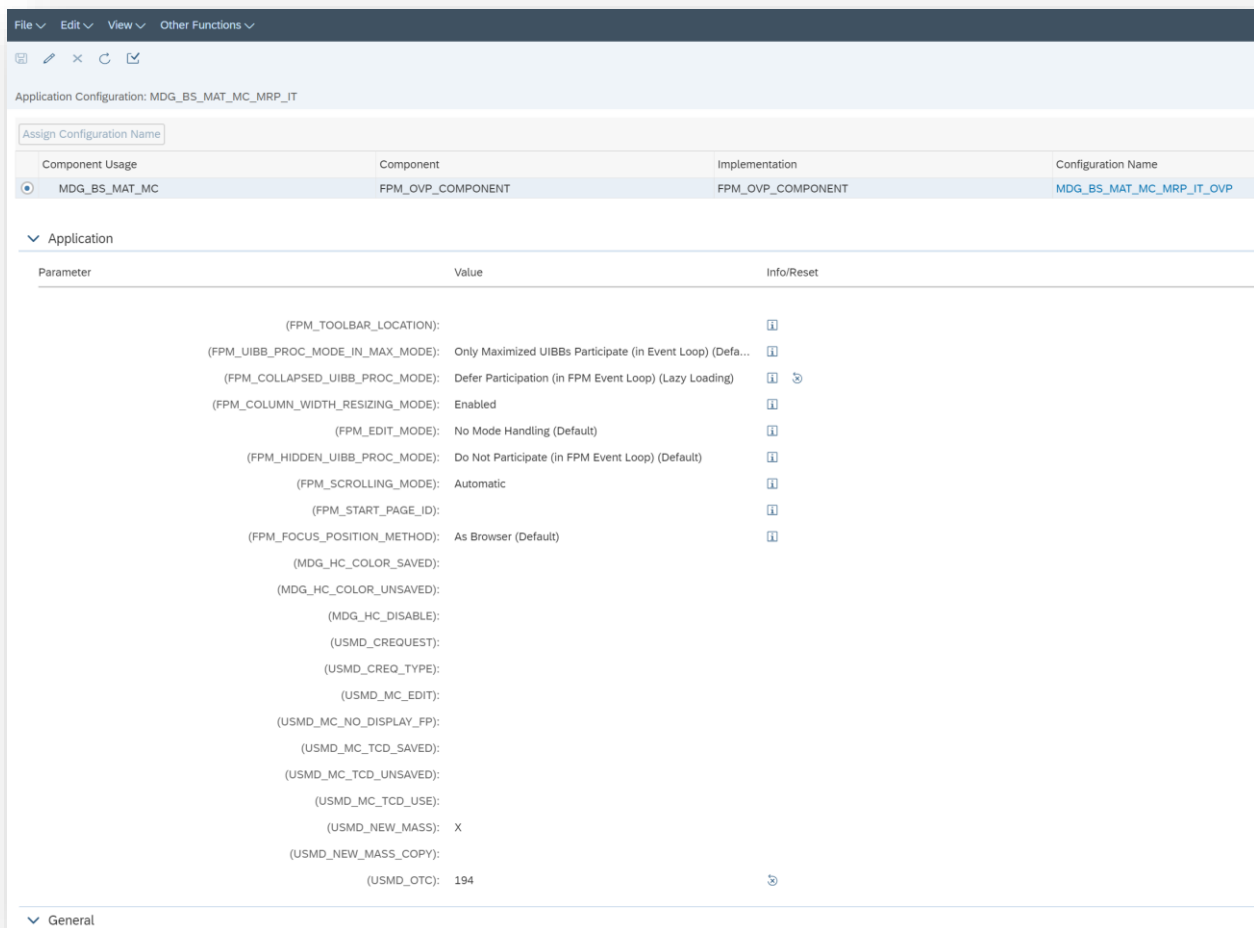 File Edit View Other Functions
Application Configuration: MDG_BS_MAT_MC_MRP_IT
Assign Configuration Name
Component Usage Component Implementation Configuration Name
MDG_BS_MAT_MC FPM_OVP_COMPONENT FPM_OVP_COMPONENT MDG_BS_MAT_MC_MRP_IT_OVP
Application
Parameter Value Info/Reset
(FPM_TOOLBAR_LOCATION):
(FPM_UIBB_PROC_MODE_IN_MAX_MODE): Only Maximized UIBBs Participate (in Event Loop) (Defa...
(FPM_COLLAPSED_UIBB_PROC_MODE): Defer Participation (in FPM Event Loop) (Lazy Loading)
(FPM_COLUMN_WIDTH_RESIZING_MODE): Enabled
(FPM_EDIT_MODE): No Mode Handling (Default)
(FPM_HIDDEN_UIBB_PROC_MODE): Do Not Participate (in FPM Event Loop) (Default)
(FPM_SCROLLING_MODE): Automatic
(FPM_START_PAGE_ID):
(FPM_FOCUS_POSITION_METHOD): As Browser (Default)
(MDG_HC_COLOR_SAVED):
(MDG_HC_COLOR_UNSAVED):
(MDG_HC_DISABLE):
(USMD_CREQUEST):
(USMD_CREQ_TYPE):
(USMD_MC_EDIT):
(USMD_MC_NO_DISPLAY_FP):
(USMD_MC_TCD_SAVED):
(USMD_MC_TCD_UNSAVED):
(USMD_MC_TCD_USE):
(USMD_NEW_MASS): X
(USMD_NEW_MASS_COPY):
(USMD_OTC): 194
General